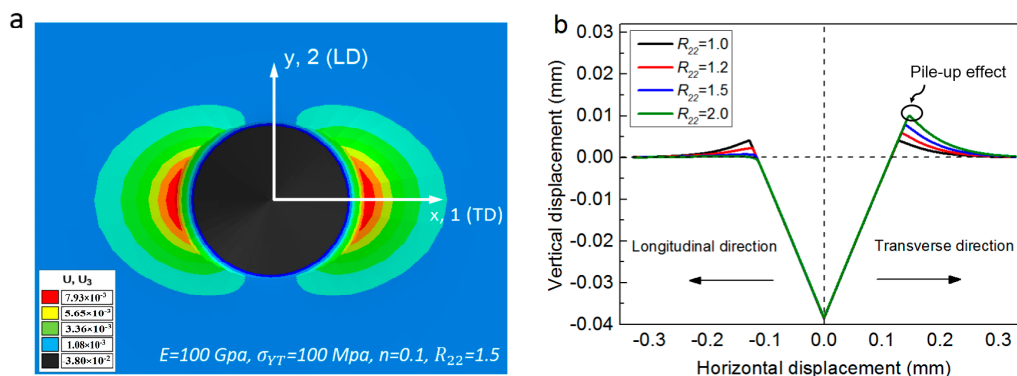 a
y, 2 (LD)
x, 1 (TD)
U, U₃
7.93×10⁻³
5.65×10⁻³
3.36×10⁻³
1.08×10⁻³
3.80×10⁻²
E=100 Gpa, σ_YT=100 Mpa, n=0.1, R₂₂=1.5
b
Vertical displacement (mm)
0.03
0.02
0.01
0.00
-0.01
-0.02
-0.03
-0.04
R₂₂=1.0
R₂₂=1.2
R₂₂=1.5
R₂₂=2.0
Pile-up effect
Longitudinal direction
Transverse direction
-0.3 -0.2 -0.1 0.0 0.1 0.2 0.3
Horizontal displacement (mm)